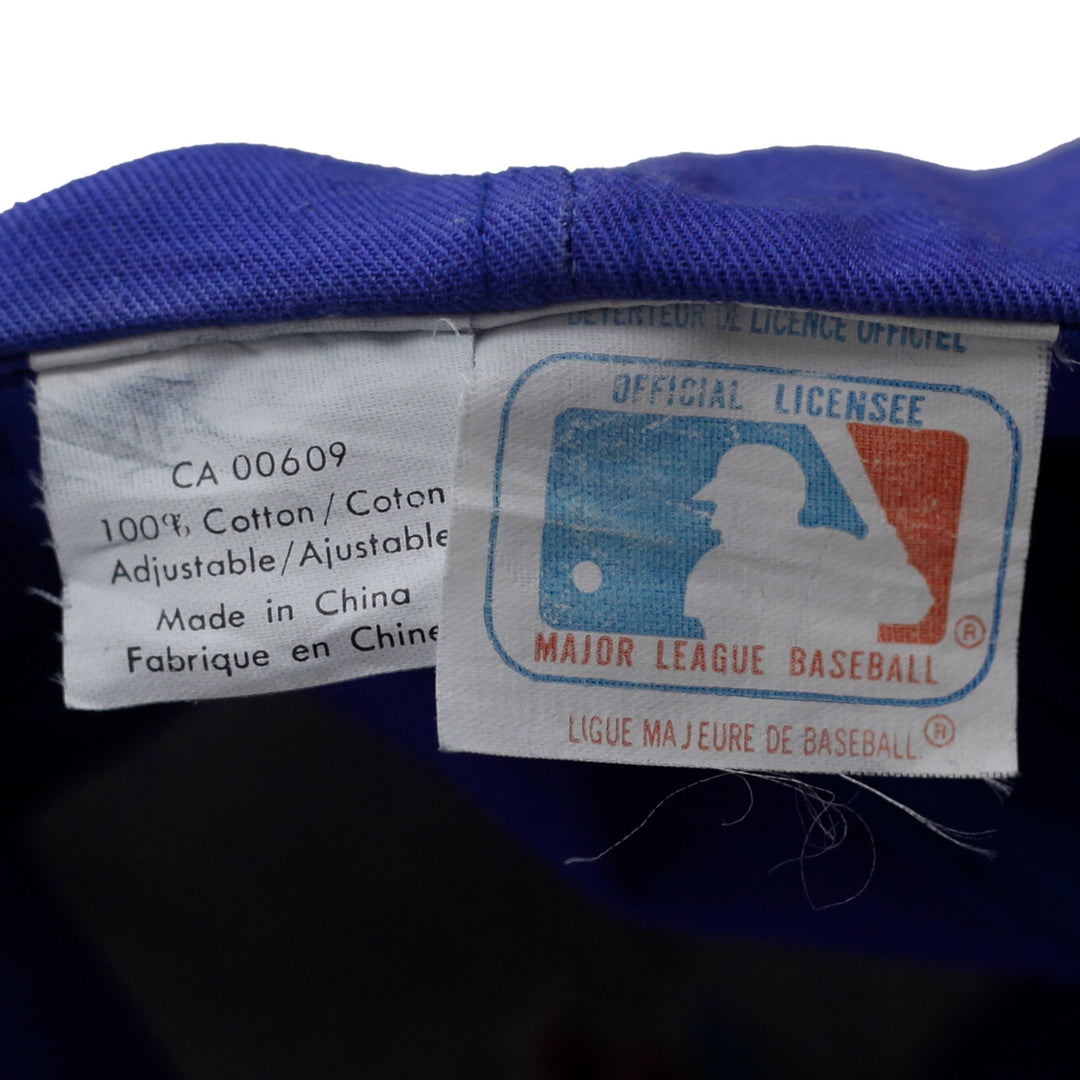 CA 00609
100% Cotton / Coton
Adjustable / Ajustable
Made in China
Fabrique en Chine
DETENTEUR DE LICENCE OFFICIEL
OFFICIAL LICENSEE
MAJOR LEAGUE BASEBALL ®
LIGUE MAJEURE DE BASEBALL ®